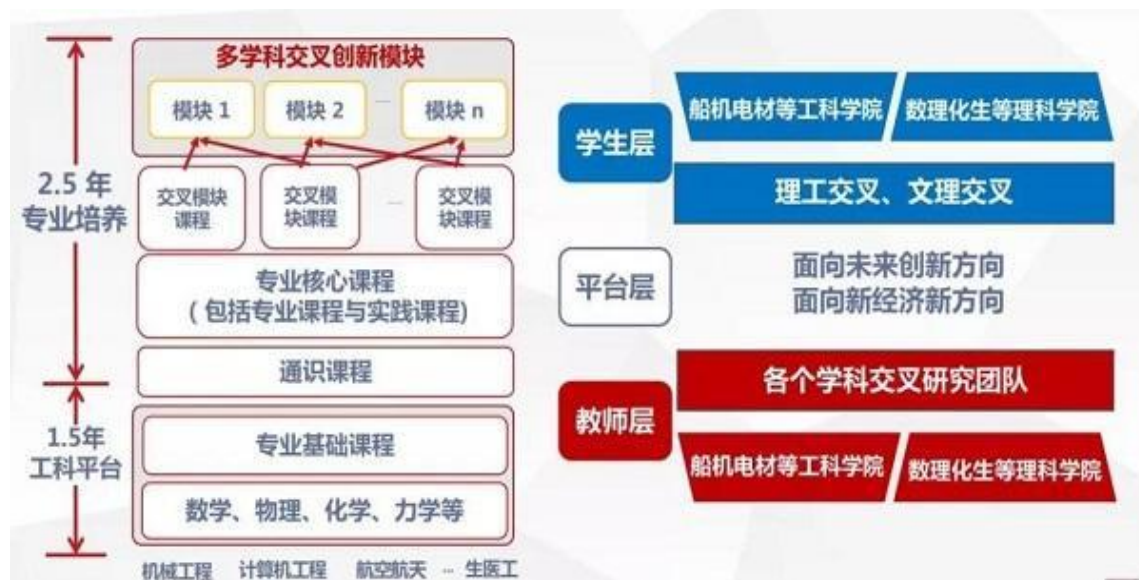 多学科交叉创新模块
模块 1
模块 2
...
模块 n
2.5 年
专业培养
交叉模块
课程
交叉模
块课程
...
交叉模
块课程
专业核心课程
( 包括专业课程与实践课程)
通识课程
1.5年
工科平台
专业基础课程
数学、物理、化学、力学等
机械工程 计算机工程 航空航天 ... 生医工
学生层
船机电材等工科学院
数理化生等理科学院
理工交叉、文理交叉
平台层
面向未来创新方向
面向新经济新方向
教师层
各个学科交叉研究团队
船机电材等工科学院
数理化生等理科学院